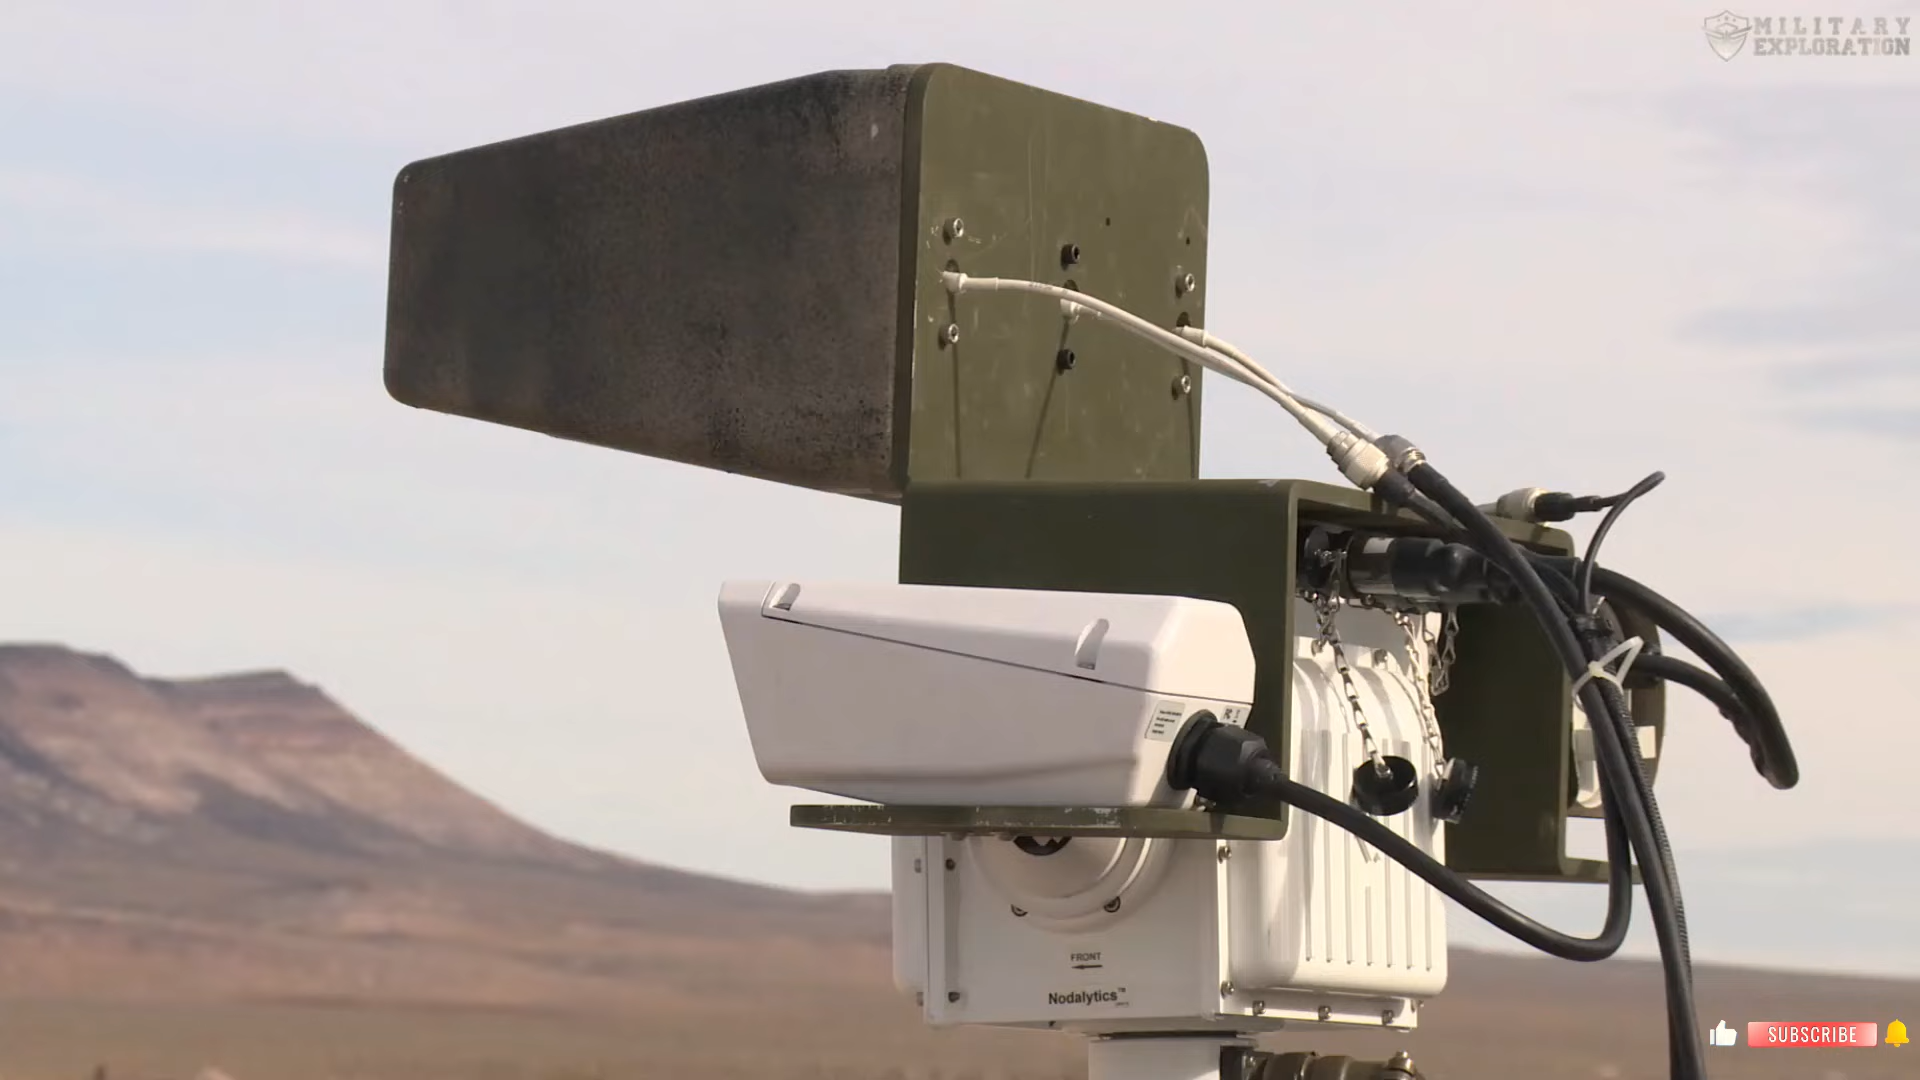 MILITARY
EXPLORATION
FRONT
Nodalytics™
SUBSCRIBE